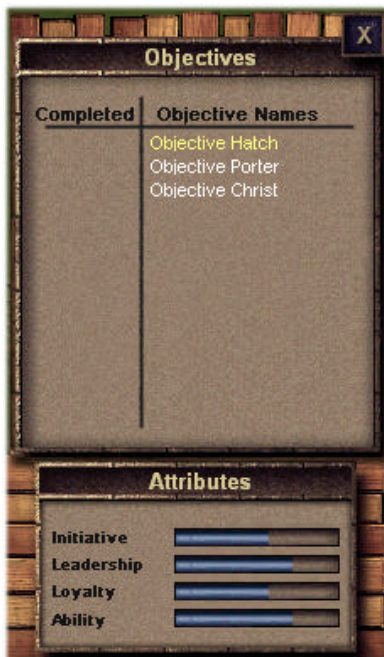 X
Objectives
Completed Objective Names
Objective Hatch
Objective Porter
Objective Christ
Attributes
Initiative
Leadership
Loyalty
Ability